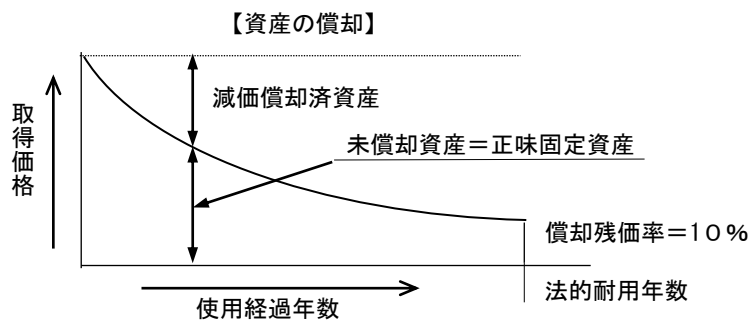 【資産の償却】
減価償却済資産
取得価格
未償却資産＝正味固定資産
償却残価率＝10％
使用経過年数
法的耐用年数